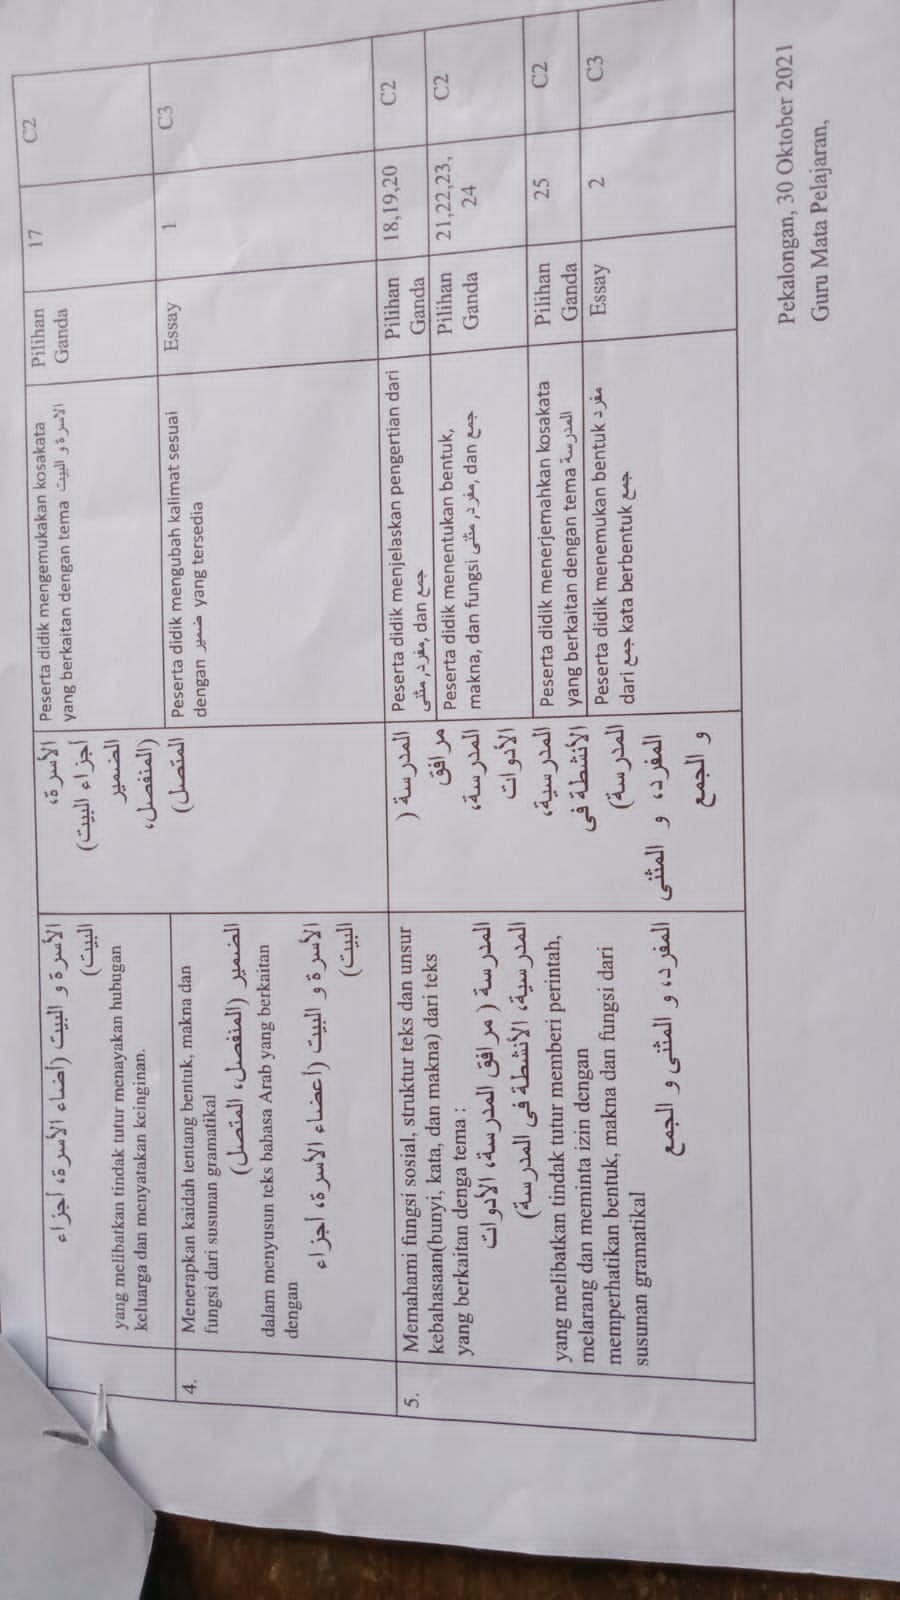 الأسرة و البيت (أضاء الأسرة، اجزاء
البيت)
yang melibatkan tindak tutur menayakan hubugan
keluarga dan menyatakan keinginan.
الأسرة،
اجزاء البيت)
الضمير
(المنفصل،
المتصل)
Peserta didik mengemukakan kosakata
yang berkaitan dengan tema الأسرة و البيت
Pilihan
Ganda
17
C2
4.
Menerapkan kaidah tentang bentuk, makna dan
fungsi dari susunan gramatikal
الضمير (المنفصل، المتصل)
dalam menyusun teks bahasa Arab yang berkaitan
dengan
الأسرة و البيت (اعضاء الأسرة، اجزاء
البيت)
Peserta didik mengubah kalimat sesuai
dengan ضمير yang tersedia
Essay
1
C3
5.
Memahami fungsi sosial, struktur teks dan unsur
kebahasaan(bunyi, kata, dan makna) dari teks
yang berkaitan denga tema :
المدرسة ( مرافق المدرسة، الأدوات
المدرسية، الأنشطة فى المدرسة)
yang melibatkan tindak tutur memberi perintah,
melarang dan meminta izin dengan
memperhatikan bentuk, makna dan fungsi dari
susunan gramatikal
المفرد، و المثنى و الجمع
المدرسة (
مرافق
المدرسة،
الأدوات
المدرسية،
الأنشطة فى
المدرسة)
المفرد، و المثنى
و الجمع
Peserta didik menjelaskan pengertian dari
مفرد, مثنى, dan جمع
Pilihan
Ganda
18,19,20
C2
Peserta didik menentukan bentuk,
makna, dan fungsi مفرد, مثنى, dan جمع
Pilihan
Ganda
21,22,23,
24
C2
Peserta didik menerjemahkan kosakata
yang berkaitan dengan tema المدرسة
Pilihan
Ganda
25
C2
Peserta didik menemukan bentuk مفرد
dari جمع kata berbentuk جمع
Essay
2
C3
Pekalongan, 30 Oktober 2021
Guru Mata Pelajaran,